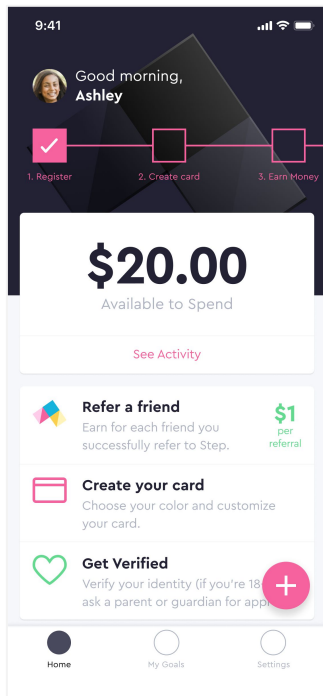 9:41
Good morning,
Ashley
1. Register
2. Create card
3. Earn Money
$20.00
Available to Spend
See Activity
Refer a friend
Earn for each friend you
successfully refer to Step.
$1
per
referral
Create your card
Choose your color and customize
your card.
Get Verified
Verify your identity (if you're 18
ask a parent or guardian for
Home
My Goals
Settings